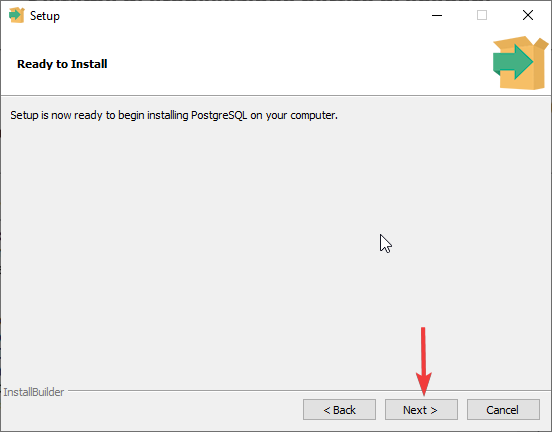 Setup
Ready to Install
Setup is now ready to begin installing PostgreSQL on your computer.
InstallBuilder
< Back
Next >
Cancel